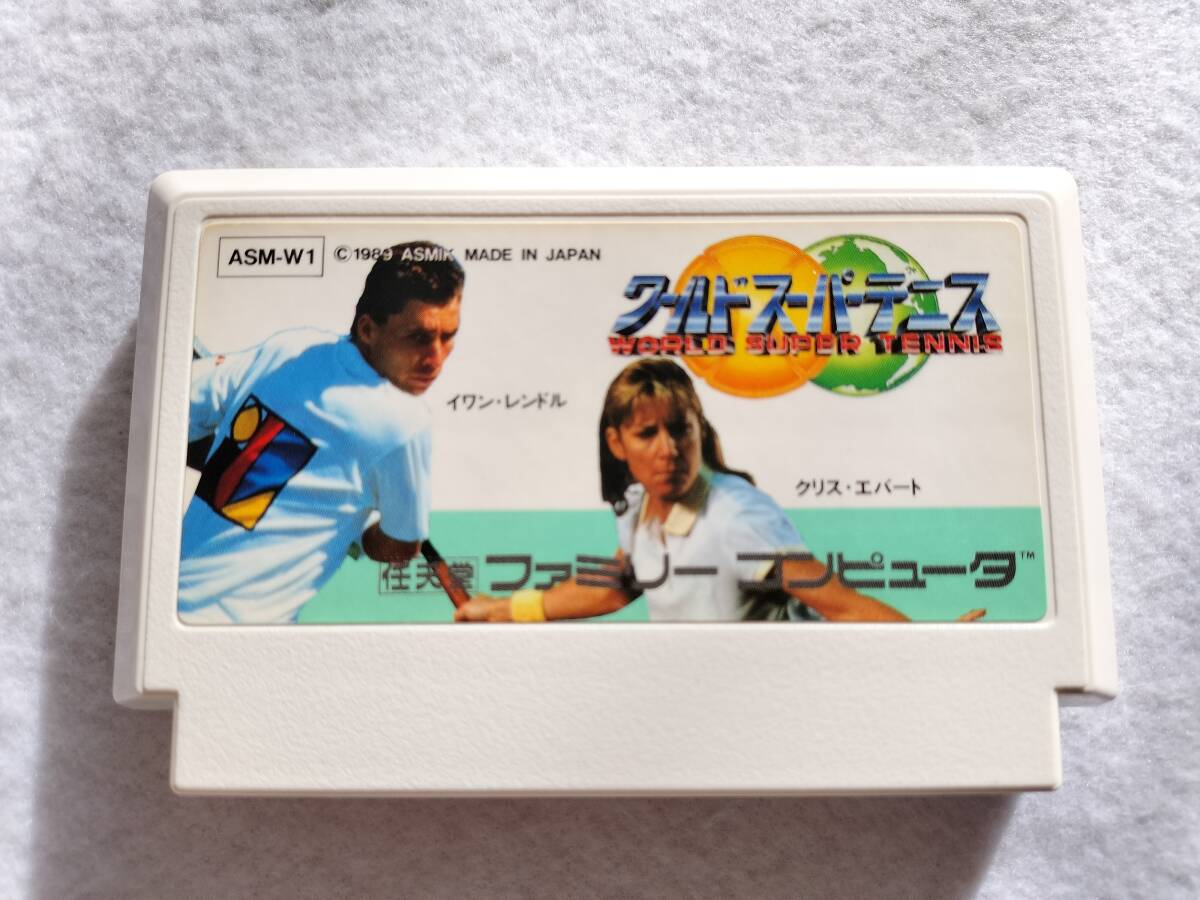 ASM-W1
©1989 ASMIK MADE IN JAPAN
ワールドスーパーテニス
WORLD SUPER TENNIS
イワン・レンドル
クリス・エバート
任天堂 ファミリーコンピュータ™